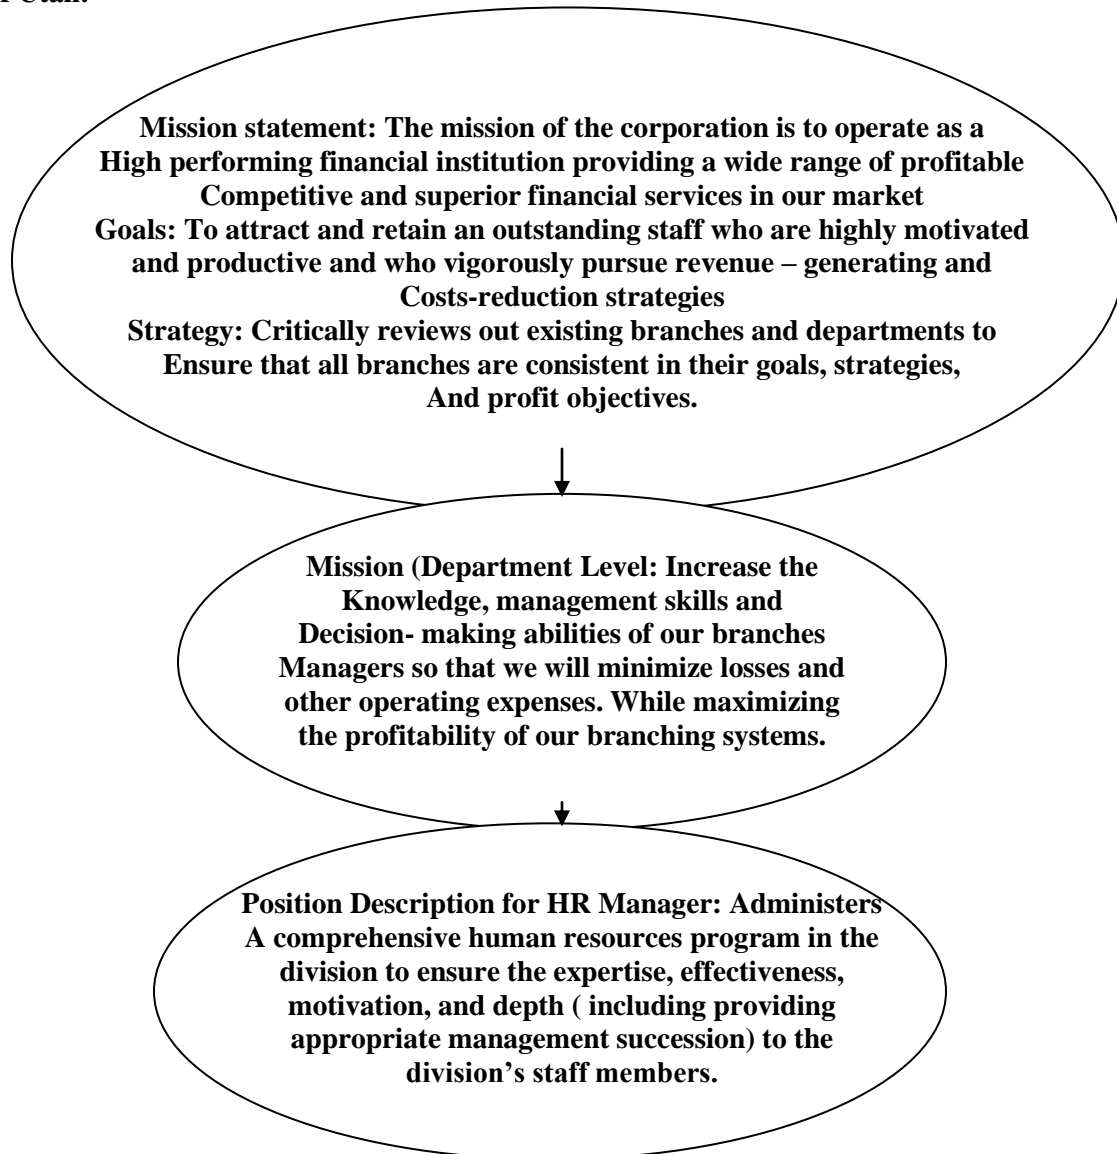 Utah.
Mission statement: The mission of the corporation is to operate as a
High performing financial institution providing a wide range of profitable
Competitive and superior financial services in our market
Goals: To attract and retain an outstanding staff who are highly motivated
and productive and who vigorously pursue revenue – generating and
Costs-reduction strategies
Strategy: Critically reviews out existing branches and departments to
Ensure that all branches are consistent in their goals, strategies,
And profit objectives.
Mission (Department Level: Increase the
Knowledge, management skills and
Decision- making abilities of our branches
Managers so that we will minimize losses and
other operating expenses. While maximizing
the profitability of our branching systems.
Position Description for HR Manager: Administers
A comprehensive human resources program in the
division to ensure the expertise, effectiveness,
motivation, and depth ( including providing
appropriate management succession) to the
division’s staff members.